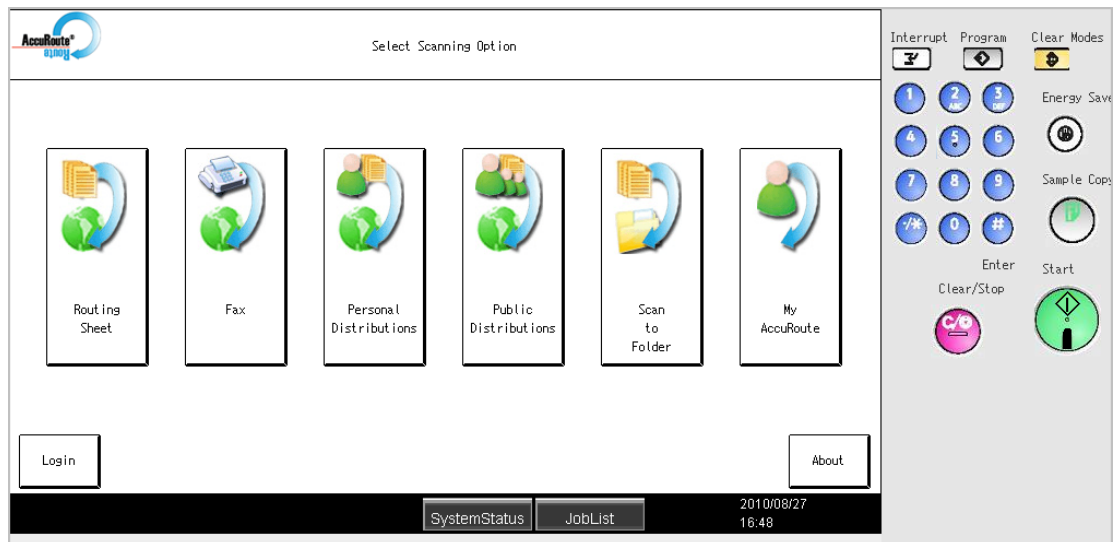 AccuRoute®
Route
Select Scanning Option
Routing
Sheet
Fax
Personal
Distributions
Public
Distributions
Scan
to
Folder
My
AccuRoute
Login
About
SystemStatus
JobList
2010/08/27
16:48
Interrupt
Program
Clear Modes
1
2
ABC
3
DEF
Energy Save
4
5
6
7
8
9
Sample Copy
·/*
0
#
Enter
Start
Clear/Stop
C/